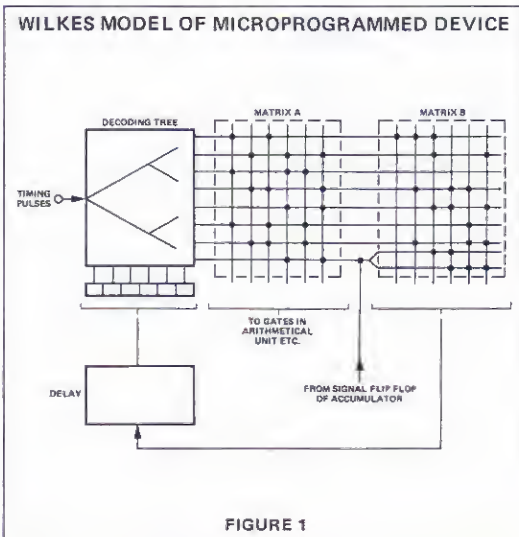 WILKES MODEL OF MICROPROGRAMMED DEVICE
DECODING TREE
MATRIX A
MATRIX B
TIMING
PULSES
TO GATES IN
ARITHMETICAL
UNIT ETC.
DELAY
FROM SIGNAL FLIP FLOP
OF ACCUMULATOR
FIGURE 1